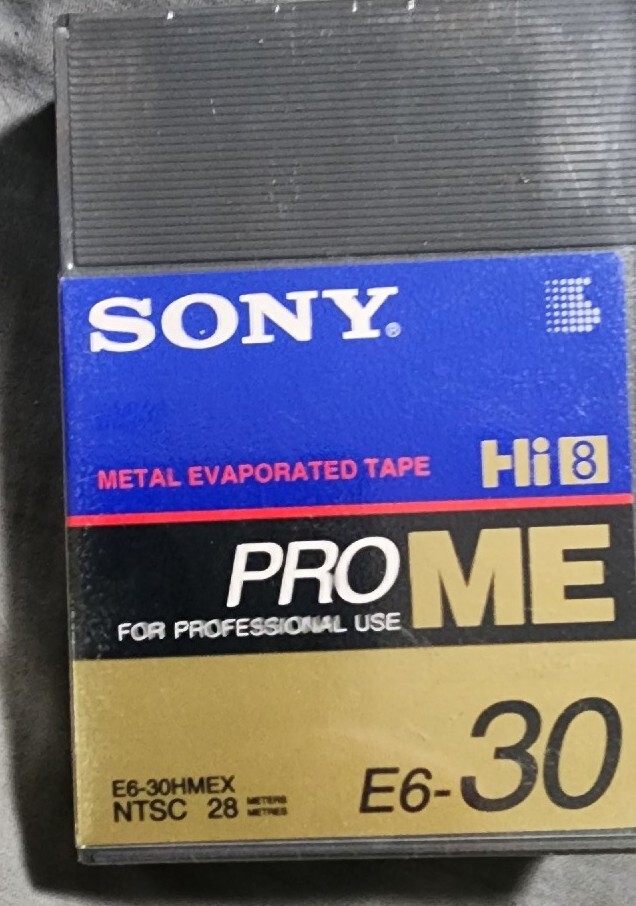 SONY®
Hi8
METAL EVAPORATED TAPE
PRO ME
FOR PROFESSIONAL USE
E6-30HMEX
NTSC 28 METERS
METRES
E6-30